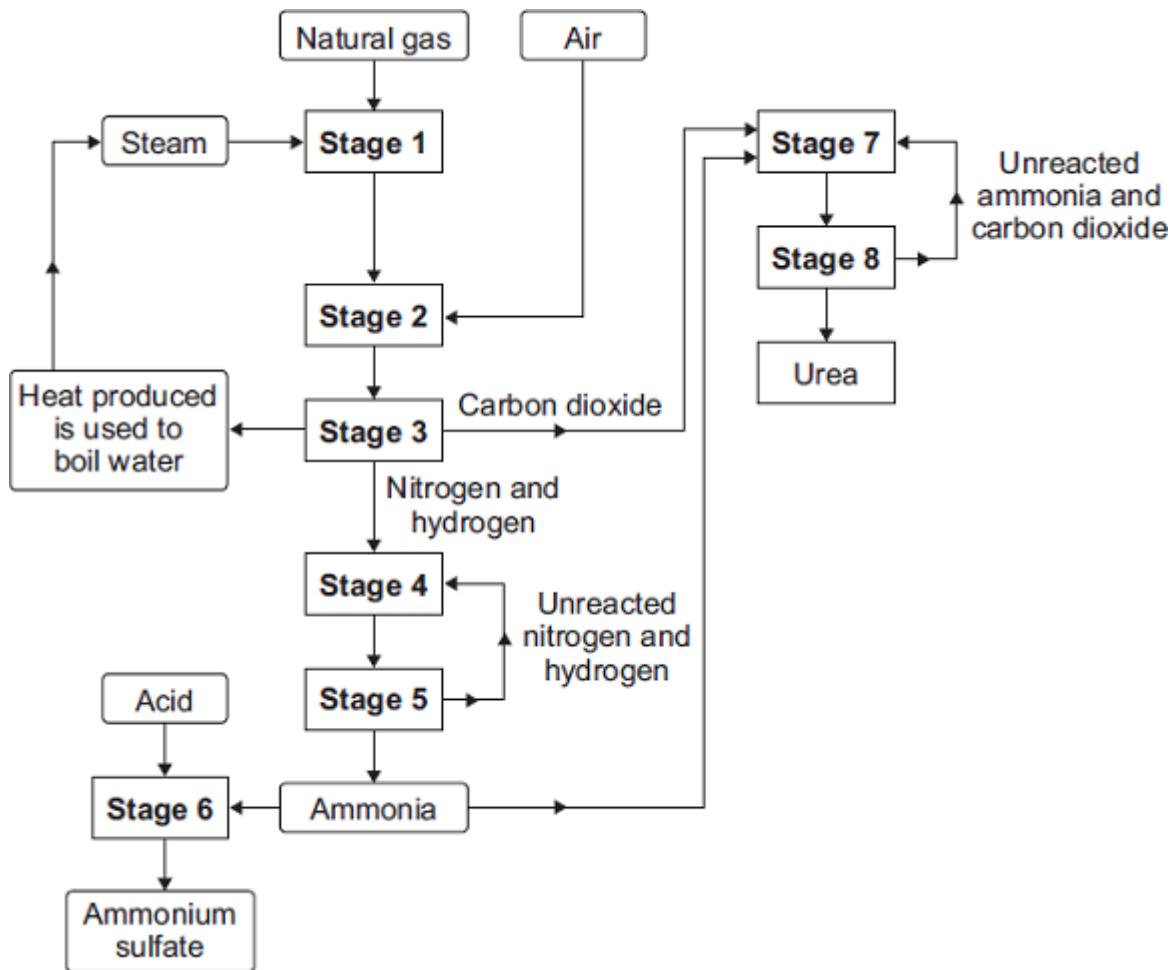 Natural gas
Air
Steam
Stage 1
Stage 7
Unreacted
ammonia and
carbon dioxide
Stage 8
Stage 2
Urea
Heat produced
is used to
boil water
Stage 3
Carbon dioxide
Nitrogen and
hydrogen
Stage 4
Unreacted
nitrogen and
hydrogen
Stage 5
Acid
Stage 6
Ammonia
Ammonium
sulfate